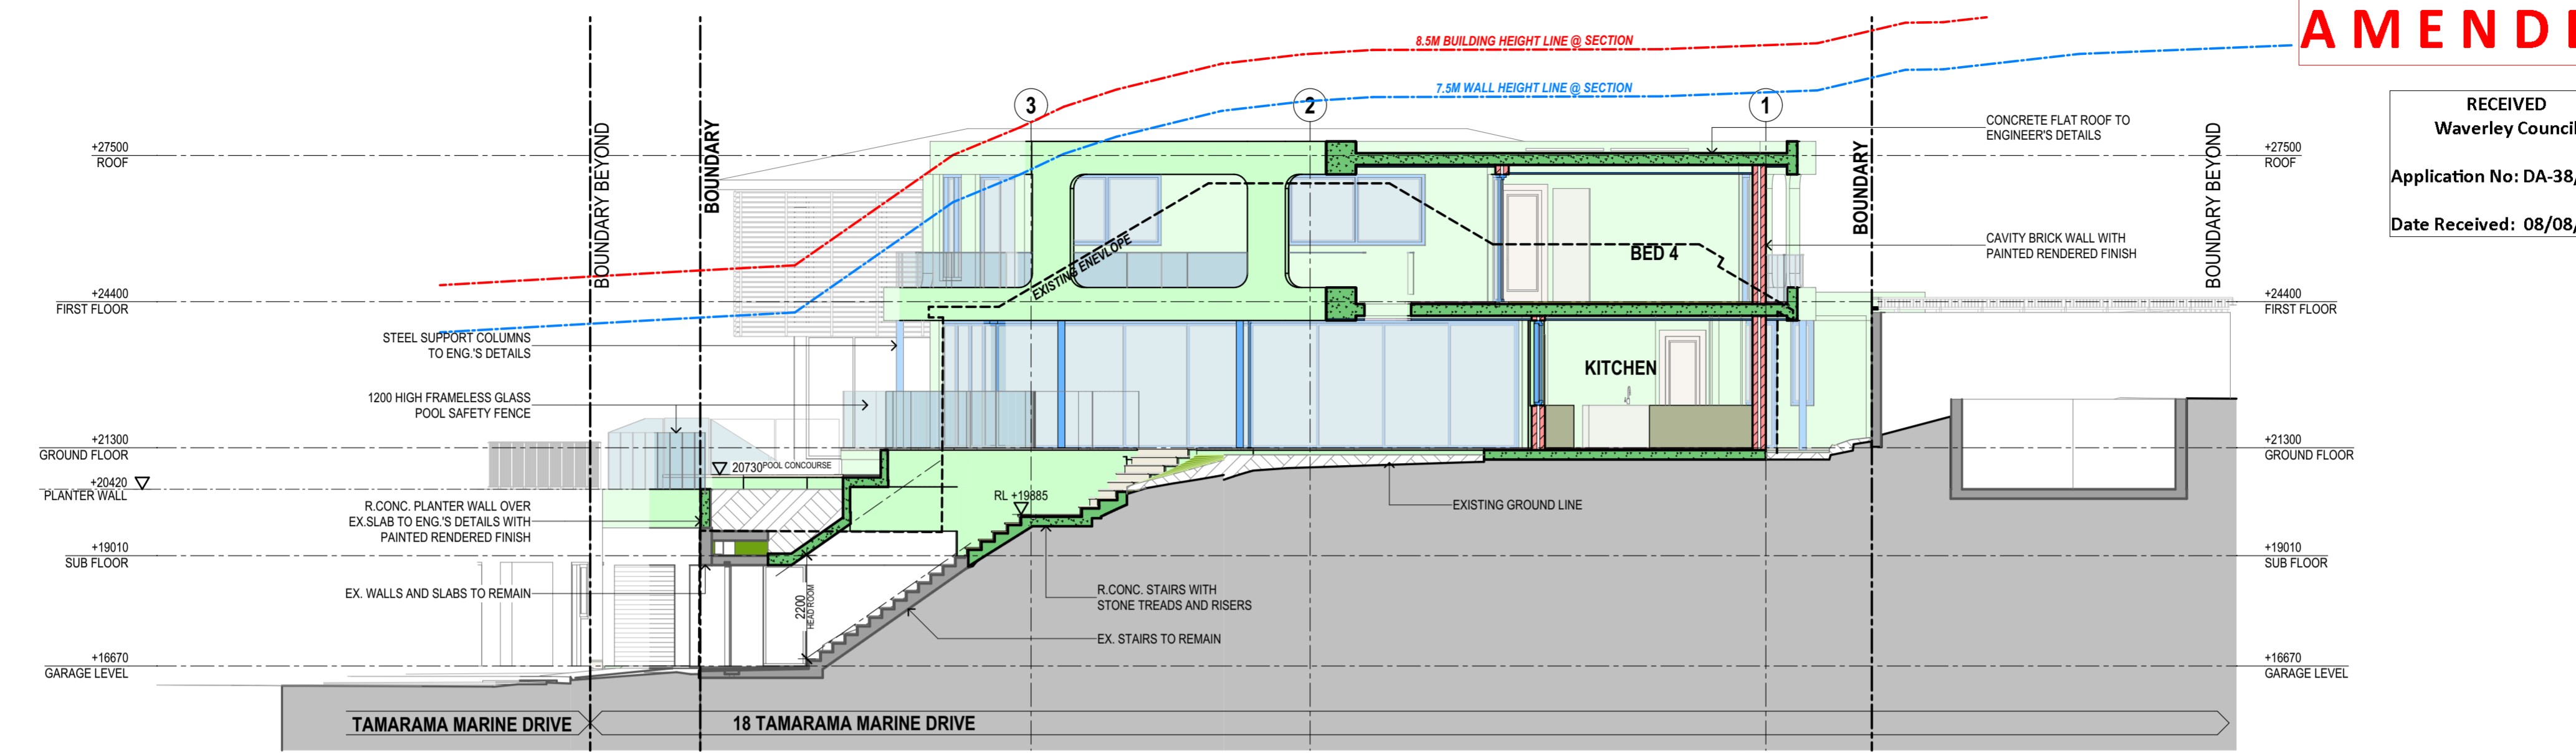 AMEND
RECEIVED
Waverley Council
Application No: DA-38/
Date Received: 08/08/
8.5M BUILDING HEIGHT LINE @ SECTION
7.5M WALL HEIGHT LINE @ SECTION
3
2
1
BOUNDARY BEYOND
BOUNDARY
BOUNDARY
BOUNDARY BEYOND
CONCRETE FLAT ROOF TO
ENGINEER'S DETAILS
+27500
ROOF
+27500
ROOF
CAVITY BRICK WALL WITH
PAINTED RENDERED FINISH
BED 4
EXISTING ENEVLOPE
+24400
FIRST FLOOR
+24400
FIRST FLOOR
STEEL SUPPORT COLUMNS
TO ENG.'S DETAILS
KITCHEN
1200 HIGH FRAMELESS GLASS
POOL SAFETY FENCE
+21300
GROUND FLOOR
+21300
GROUND FLOOR
20730 POOL CONCOURSE
+20420
PLANTER WALL
RL +19885
EXISTING GROUND LINE
R.CONC. PLANTER WALL OVER
EX.SLAB TO ENG.'S DETAILS WITH
PAINTED RENDERED FINISH
+19010
SUB FLOOR
+19010
SUB FLOOR
EX. WALLS AND SLABS TO REMAIN
2200
HEAD ROOM
R.CONC. STAIRS WITH
STONE TREADS AND RISERS
EX. STAIRS TO REMAIN
+16670
GARAGE LEVEL
+16670
GARAGE LEVEL
TAMARAMA MARINE DRIVE
18 TAMARAMA MARINE DRIVE